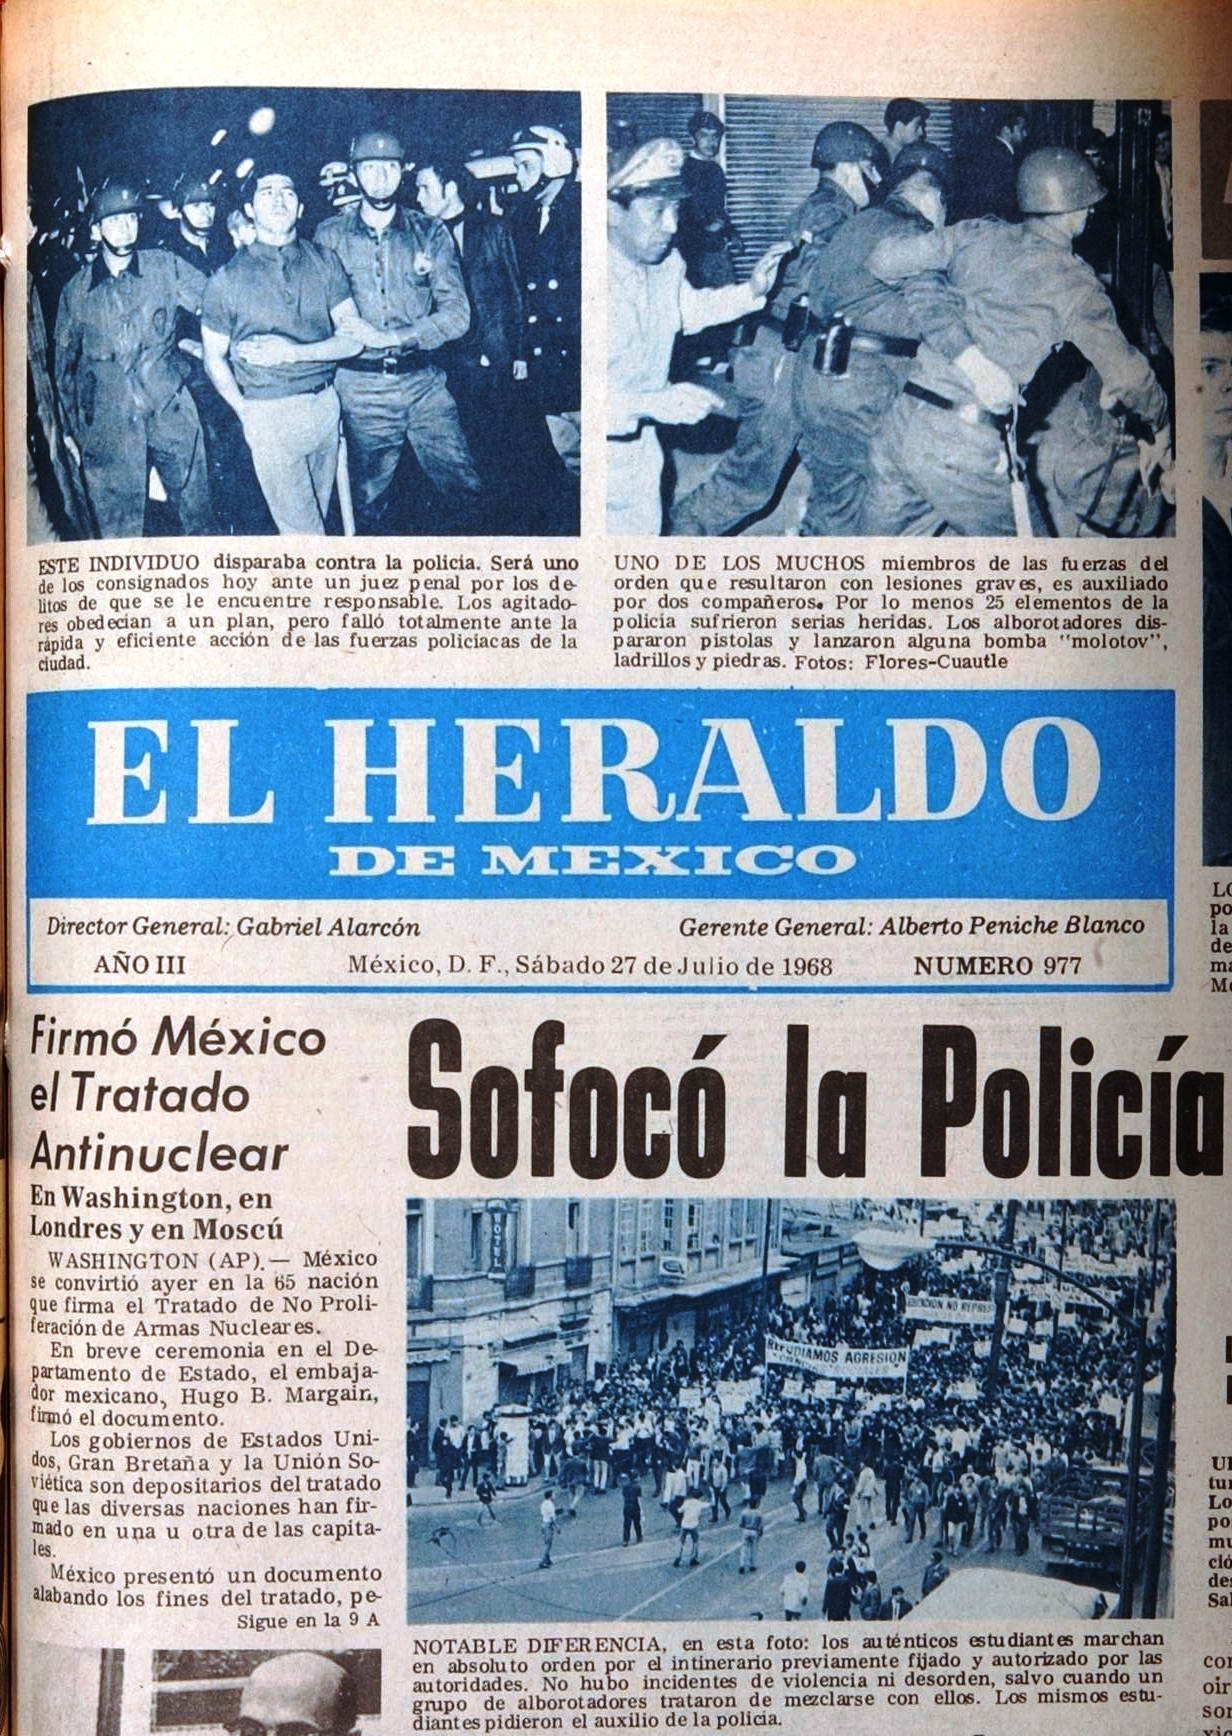 ESTE INDIVIDUO disparaba contra la policía. Será uno
de los consignados hoy ante un juez penal por los de-
litos de que se le encuentre responsable. Los agitado-
res obedecían a un plan, pero falló totalmente ante la
rápida y eficiente acción de las fuerzas policiacas de la
ciudad.
UNO DE LOS MUCHOS miembros de las fuerzas del
orden que resultaron con lesiones graves, es auxiliado
por dos compañeros. Por lo menos 25 elementos de la
policía sufrieron serias heridas. Los alborotadores dis-
pararon pistolas y lanzaron alguna bomba "molotov",
ladrillos y piedras. Fotos: Flores-Cuautle
EL HERALDO
DE MEXICO
Director General: Gabriel Alarcón
Gerente General: Alberto Peniche Blanco
AÑO III
México, D. F., Sábado 27 de Julio de 1968
NUMERO 977
Firmó México
el Tratado
Antinuclear
En Washington, en
Londres y en Moscú
WASHINGTON (AP).— México
se convirtió ayer en la 65 nación
que firma el Tratado de No Proli-
feración de Armas Nucleares.
En breve ceremonia en el De-
partamento de Estado, el embaja-
dor mexicano, Hugo B. Margain,
firmó el documento.
Los gobiernos de Estados Uni-
dos, Gran Bretaña y la Unión So-
viética son depositarios del tratado
que las diversas naciones han fir-
mado en una u otra de las capita-
les.
México presentó un documento
alabando los fines del tratado, pe-
Sigue en la 9 A
Sofocó la Policía
HOTEL
REPUDIAMOS AGRESION
NOTABLE DIFERENCIA, en esta foto: los auténticos estudiantes marchan
en absoluto orden por el intinerario previamente fijado y autorizado por las
autoridades. No hubo incidentes de violencia ni desorden, salvo cuando un
grupo de alborotadores trataron de mezclarse con ellos. Los mismos estu-
diantes pidieron el auxilio de la policía.